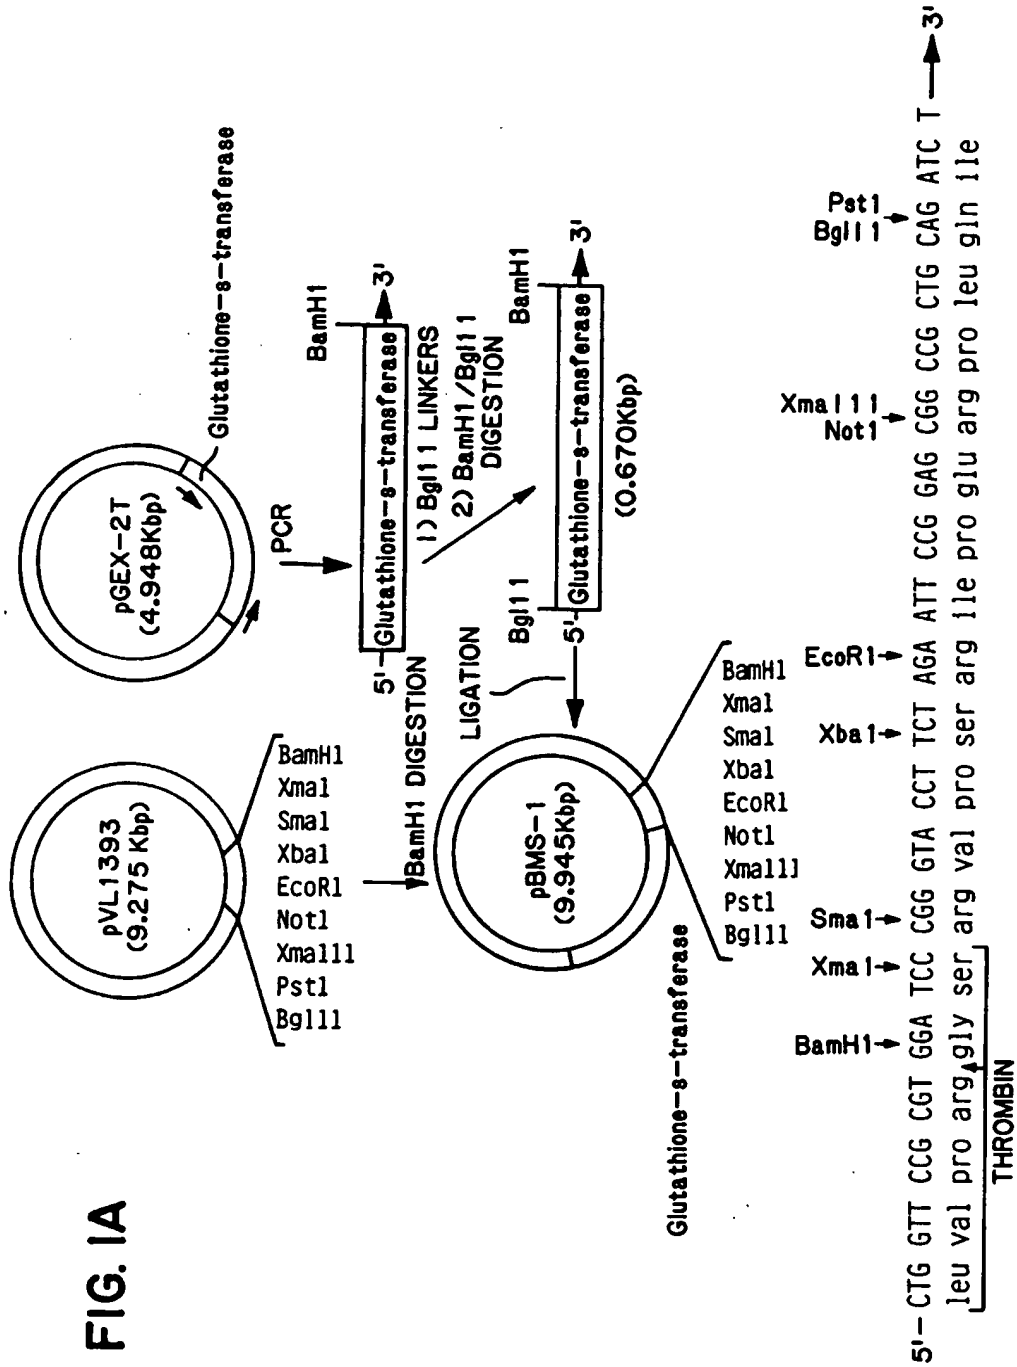 FIG. 1A
pVL1393
(9.275 Kbp)
BamH1
Xma1
Sma1
Xba1
EcoR1
Not1
Xma111
Pst1
Bgl11
BamH1 DIGESTION
pGEX-2T
(4.948Kbp)
Glutathione-s-transferase
PCR
BamH1
5'
Glutathione-s-transferase
3'
1) Bgl11 LINKERS
2) BamH1/Bgl11
DIGESTION
Bgl11
BamH1
5'
Glutathione-s-transferase
3'
(0.670Kbp)
LIGATION
pBMS-1
(9.945Kbp)
Glutathione-s-transferase
BamH1
Xma1
Sma1
Xba1
EcoR1
Not1
Xma111
Pst1
Bgl11
BamH1
Xma1
Sma1
Xba1
EcoR1
Xma111
Not1
Pst1
Bgl11
5'– CTG GTT CCG CGT GGA TCC CGG GTA CCT TCT AGA ATT CCG GAG CGG CCG CTG CAG ATC T 3'
leu val pro arg gly ser arg val pro ser arg ile pro glu arg pro leu gln ile
THROMBIN